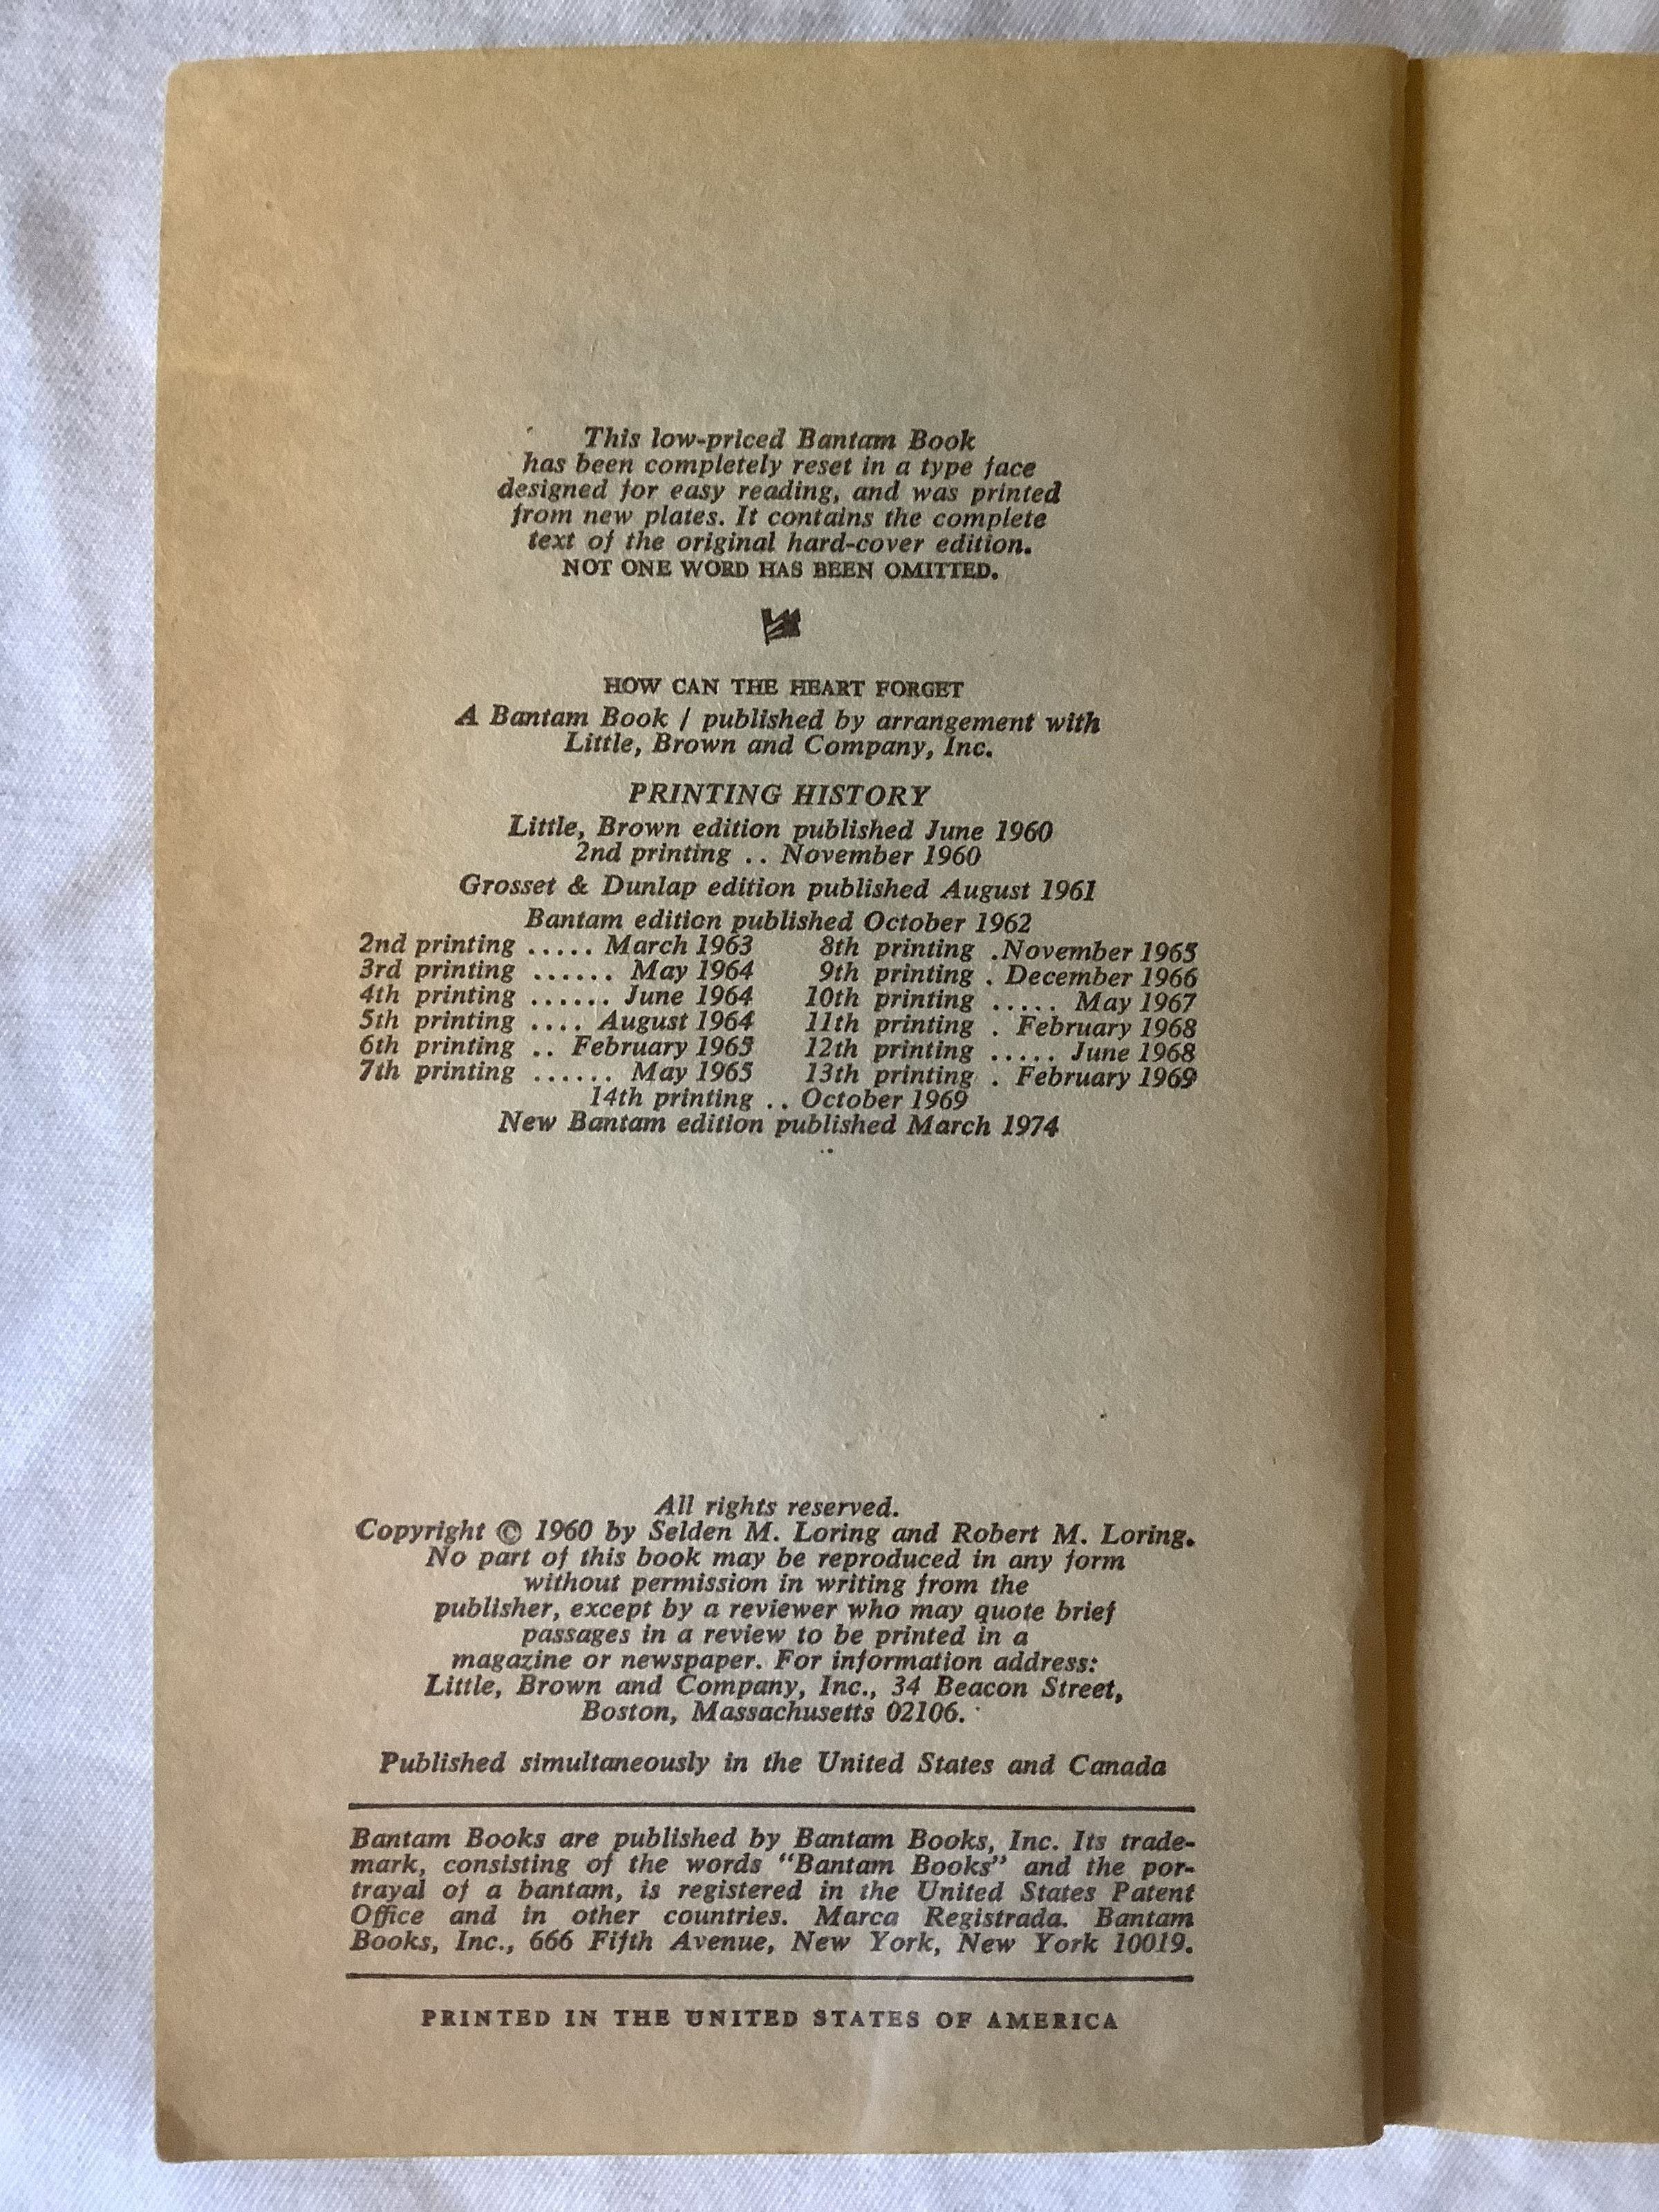 This low-priced Bantam Book
has been completely reset in a type face
designed for easy reading, and was printed
from new plates. It contains the complete
text of the original hard-cover edition.
NOT ONE WORD HAS BEEN OMITTED.
HOW CAN THE HEART FORGET
A Bantam Book / published by arrangement with
Little, Brown and Company, Inc.
PRINTING HISTORY
Little, Brown edition published June 1960
2nd printing .. November 1960
Grosset & Dunlap edition published August 1961
Bantam edition published October 1962
2nd printing ..... March 1963 8th printing .November 1965
3rd printing ...... May 1964 9th printing . December 1966
4th printing ...... June 1964 10th printing ..... May 1967
5th printing .... August 1964 11th printing . February 1968
6th printing .. February 1965 12th printing ..... June 1968
7th printing ...... May 1965 13th printing . February 1969
14th printing .. October 1969
New Bantam edition published March 1974
All rights reserved.
Copyright © 1960 by Selden M. Loring and Robert M. Loring.
No part of this book may be reproduced in any form
without permission in writing from the
publisher, except by a reviewer who may quote brief
passages in a review to be printed in a
magazine or newspaper. For information address:
Little, Brown and Company, Inc., 34 Beacon Street,
Boston, Massachusetts 02106.
Published simultaneously in the United States and Canada
Bantam Books are published by Bantam Books, Inc. Its trade-
mark, consisting of the words "Bantam Books" and the por-
trayal of a bantam, is registered in the United States Patent
Office and in other countries. Marca Registrada. Bantam
Books, Inc., 666 Fifth Avenue, New York, New York 10019.
PRINTED IN THE UNITED STATES OF AMERICA